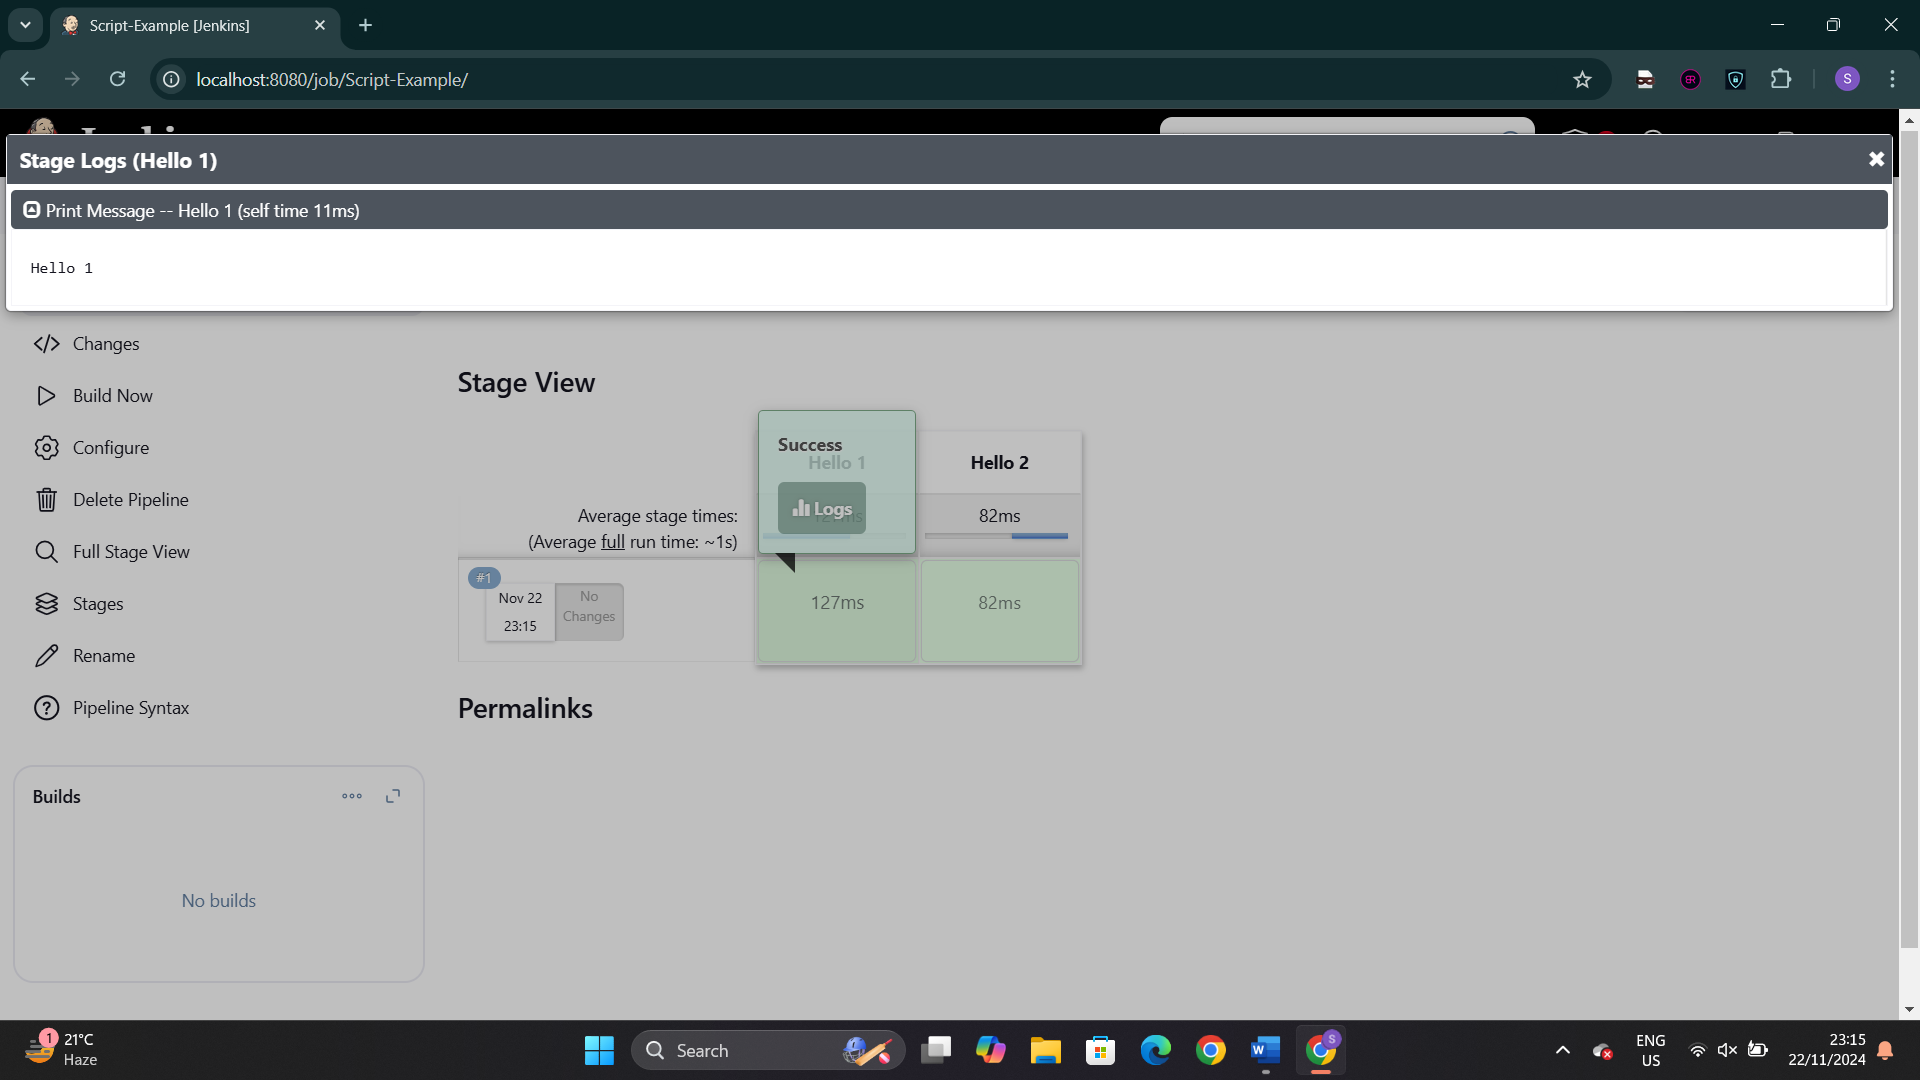 Script-Example [Jenkins]
localhost:8080/job/Script-Example/
S
Stage Logs (Hello 1)
Print Message -- Hello 1 (self time 11ms)
Hello 1
Changes
Build Now
Configure
Delete Pipeline
Full Stage View
Stages
Rename
Pipeline Syntax
Builds
No builds
Stage View
Success
Hello 1
Hello 2
Logs
Average stage times:
82ms
(Average full run time: ~1s)
#1
Nov 22
23:15
No
Changes
127ms
82ms
Permalinks
1
21°C
Haze
Search
S
ENG
US
23:15
22/11/2024